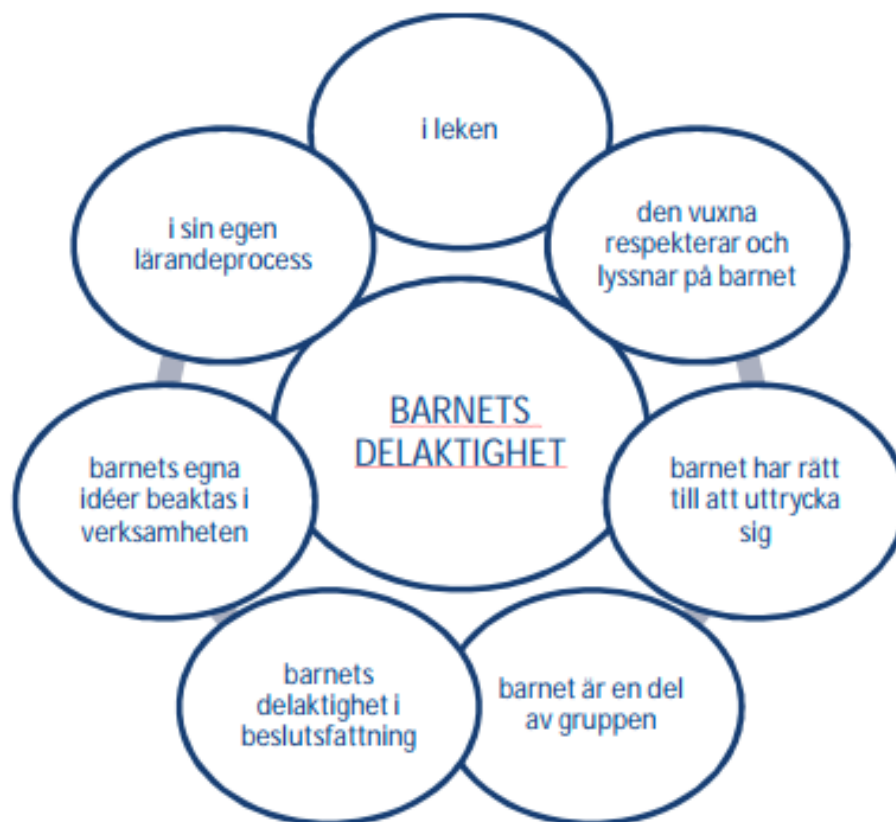 i leken
den vuxna
respekterar och
lyssnar på barnet
barnet har rätt
till att uttrycka
sig
barnet är en del
av gruppen
barnets
delaktighet i
beslutsfattning
barnets egna
idéer beaktas i
verksamheten
i sin egen
lärandeprocess
BARNETS
DELAKTIGHET